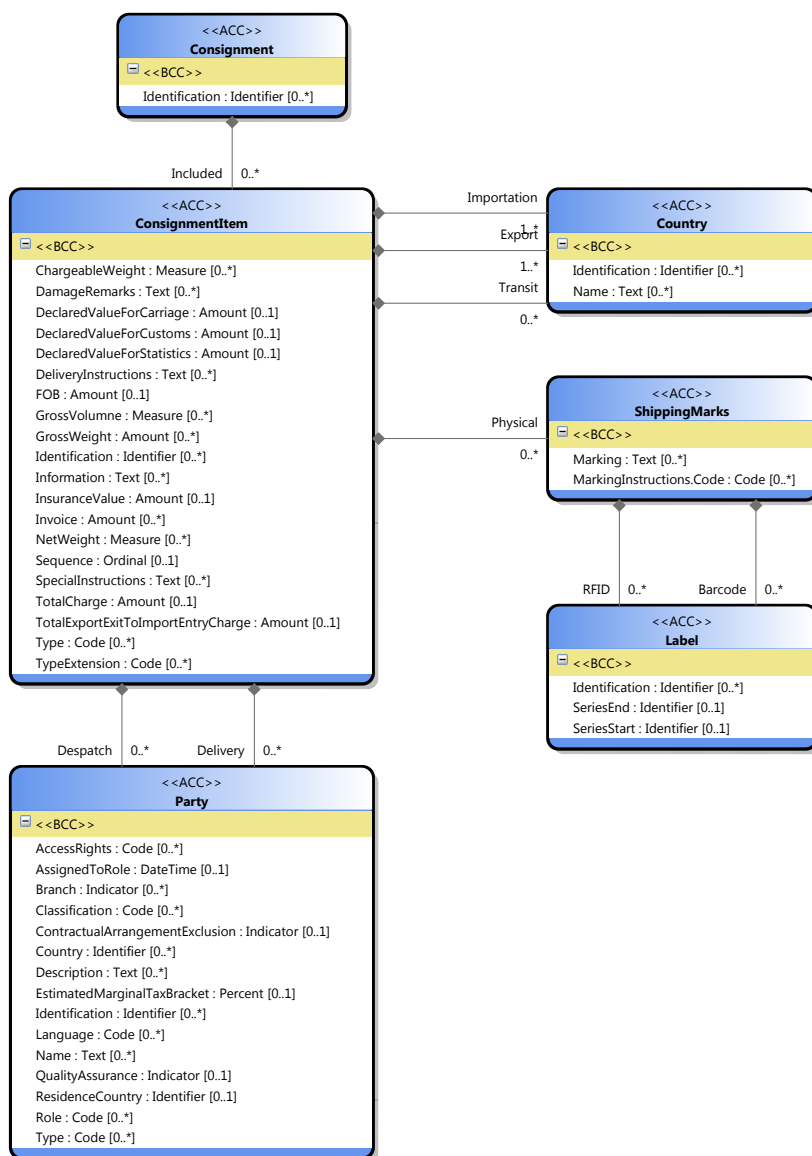 <<ACC>>
Consignment
<<BCC>>
Identification : Identifier [0..*]
Included 0..*
<<ACC>>
ConsignmentItem
<<BCC>>
ChargeableWeight : Measure [0..*]
DamageRemarks : Text [0..*]
DeclaredValueForCarriage : Amount [0..1]
DeclaredValueForCustoms : Amount [0..1]
DeclaredValueForStatistics : Amount [0..1]
DeliveryInstructions : Text [0..*]
FOB : Amount [0..1]
GrossVolumne : Measure [0..*]
GrossWeight : Amount [0..*]
Identification : Identifier [0..*]
Information : Text [0..*]
InsuranceValue : Amount [0..1]
Invoice : Amount [0..*]
NetWeight : Measure [0..*]
Sequence : Ordinal [0..1]
SpecialInstructions : Text [0..*]
TotalCharge : Amount [0..1]
TotalExportExitToImportEntryCharge : Amount [0..1]
Type : Code [0..*]
TypeExtension : Code [0..*]
Importation
1..*
Export
1..*
Transit
0..*
<<ACC>>
Country
<<BCC>>
Identification : Identifier [0..*]
Name : Text [0..*]
Physical
0..*
<<ACC>>
ShippingMarks
<<BCC>>
Marking : Text [0..*]
MarkingInstructions.Code : Code [0..*]
RFID 0..* Barcode 0..*
<<ACC>>
Label
<<BCC>>
Identification : Identifier [0..*]
SeriesEnd : Identifier [0..1]
SeriesStart : Identifier [0..1]
Despatch 0..* Delivery 0..*
<<ACC>>
Party
<<BCC>>
AccessRights : Code [0..*]
AssignedToRole : DateTime [0..1]
Branch : Indicator [0..*]
Classification : Code [0..*]
ContractualArrangementExclusion : Indicator [0..1]
Country : Identifier [0..*]
Description : Text [0..*]
EstimatedMarginalTaxBracket : Percent [0..1]
Identification : Identifier [0..*]
Language : Code [0..*]
Name : Text [0..*]
QualityAssurance : Indicator [0..1]
ResidenceCountry : Identifier [0..1]
Role : Code [0..*]
Type : Code [0..*]